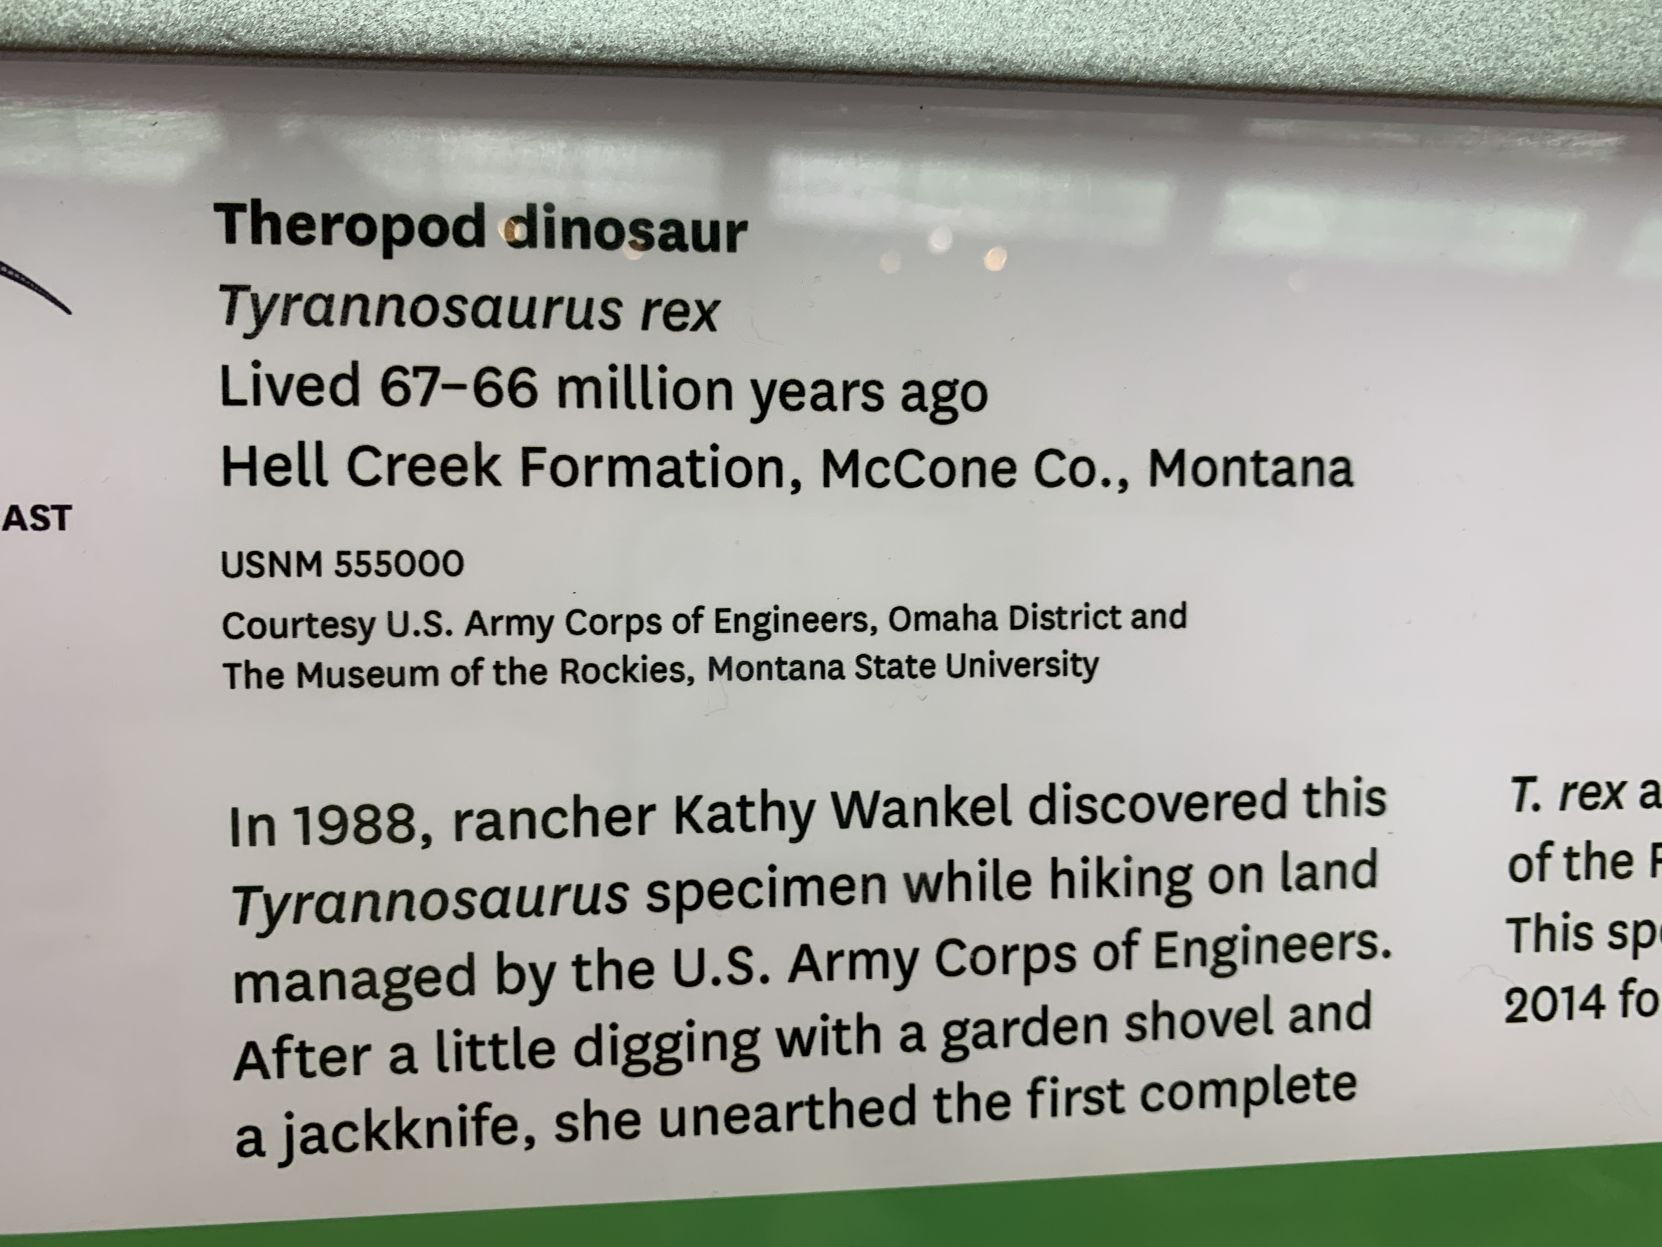 Theropod dinosaur
Tyrannosaurus rex
Lived 67–66 million years ago
Hell Creek Formation, McCone Co., Montana
AST
USNM 555000
Courtesy U.S. Army Corps of Engineers, Omaha District and
The Museum of the Rockies, Montana State University
In 1988, rancher Kathy Wankel discovered this
Tyrannosaurus specimen while hiking on land
managed by the U.S. Army Corps of Engineers.
After a little digging with a garden shovel and
a jackknife, she unearthed the first complete
T. rex a
of the
This sp
2014 fo